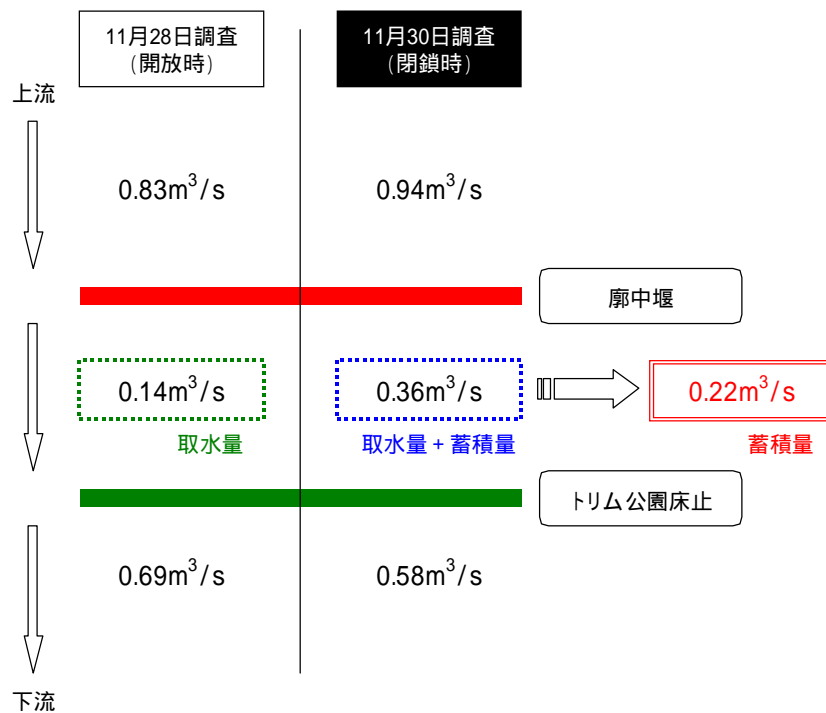 11月28日調査
(開放時)
11月30日調査
(閉鎖時)
上流
0.83m³/s
0.94m³/s
廓中堰
0.14m³/s
0.36m³/s
0.22m³/s
取水量
取水量 + 蓄積量
蓄積量
トリム公園床止
0.69m³/s
0.58m³/s
下流